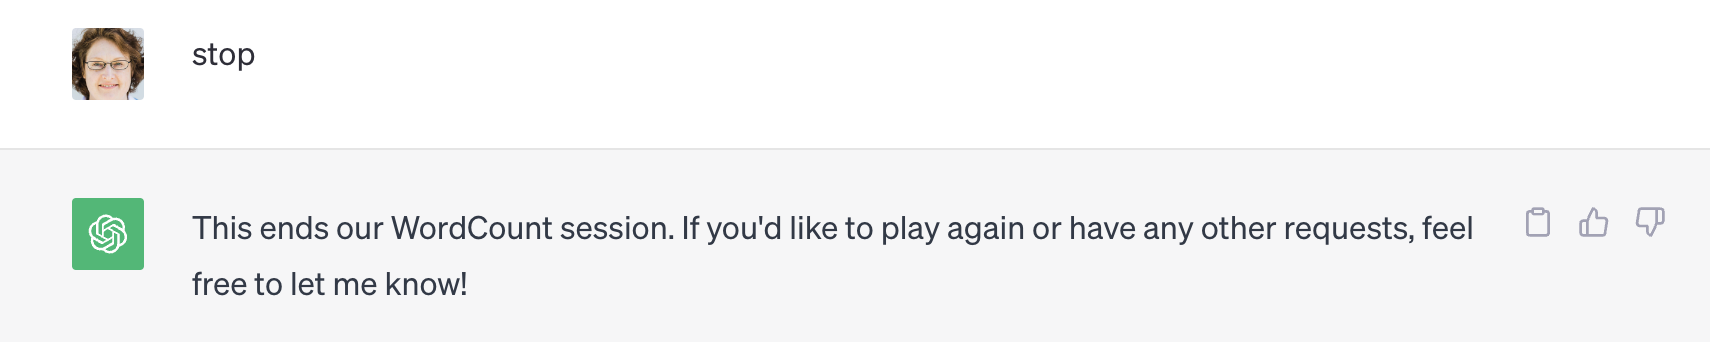 stop
This ends our WordCount session. If you'd like to play again or have any other requests, feel
free to let me know!